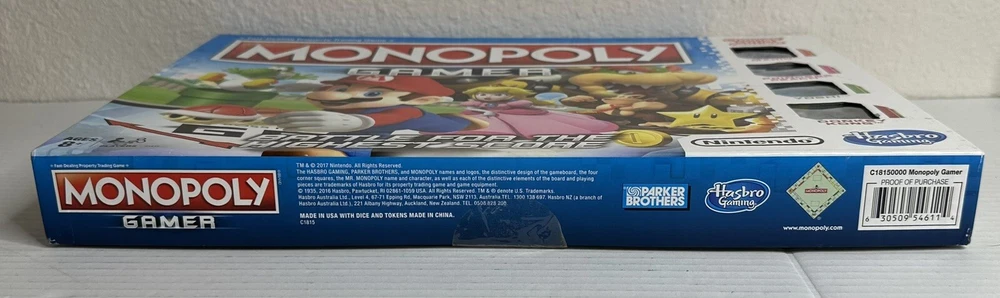 MONOPOLY
GAMER
YOSHI
DONKEY
KONG
AGES
8+
FOR THE
HIGHEST SCORE
Nintendo
Hasbro
Gaming
Fast-Dealing Property Trading Game
MONOPOLY
GAMER
TM & © 2017 Nintendo. All Rights Reserved.
The HASBRO GAMING, PARKER BROTHERS, and MONOPOLY names and logos, the distinctive design of the gameboard, the four
corner squares, the MR. MONOPOLY name and character, as well as each of the distinctive elements of the board and playing
pieces are trademarks of Hasbro for its property trading game and game equipment.
© 1935, 2016 Hasbro, Pawtucket, RI 02861-1059 USA. All Rights Reserved. TM & ® denote U.S. Trademarks.
Hasbro Australia Ltd., Level 4, 67-71 Epping Rd, Macquarie Park, NSW 2113, Australia TEL: 1300 138 697. Hasbro NZ (a branch of
Hasbro Australia Ltd.), 221 Albany Highway, Auckland, New Zealand. TEL: 0508 828 200
MADE IN USA WITH DICE AND TOKENS MADE IN CHINA.
C1815
PARKER
BROTHERS
Hasbro
Gaming
MONOPOLY
www.monopoly.com
C18150000 Monopoly Gamer
PROOF OF PURCHASE
6 30509 54611 4